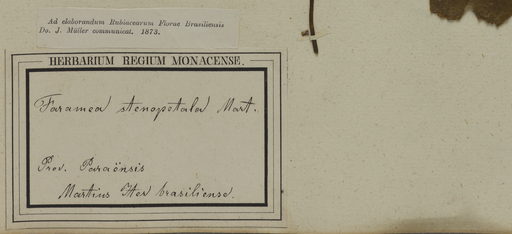 Ad elaborandum Rubiacearum Florae Brasiliensis
Do. J. Müller communicat. 1873.
HERBARIUM REGIUM MONACENSE.
Faramea stenopetala Mart.
Prov. Paraënsis
Martius Iter brasiliense.